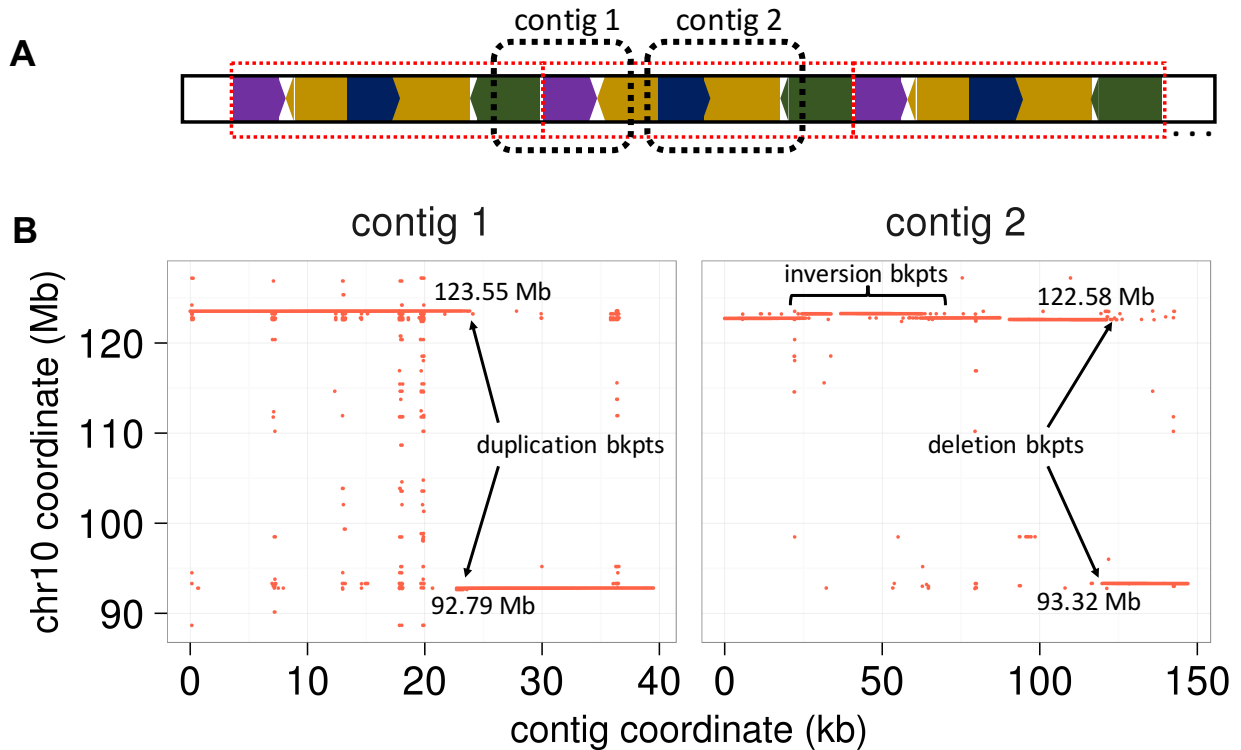 A
contig 1
contig 2
....
B
contig 1
contig 2
chr10 coordinate (Mb)
120
110
100
90
123.55 Mb
duplication bkpts
92.79 Mb
inversion bkpts
122.58 Mb
deletion bkpts
93.32 Mb
0
10
20
30
40
0
50
100
150
contig coordinate (kb)